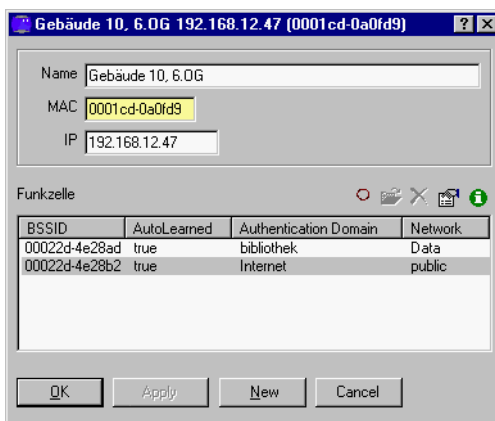 Gebäude 10, 6.OG 192.168.12.47 (0001cd-0a0fd9)
Name Gebäude 10, 6.OG
MAC 0001cd-0a0fd9
IP 192.168.12.47
Funkzelle
BSSID AutoLearned Authentication Domain Network
00022d-4e28ad true bibliothek Data
00022d-4e28b2 true Internet public
OK Apply New Cancel